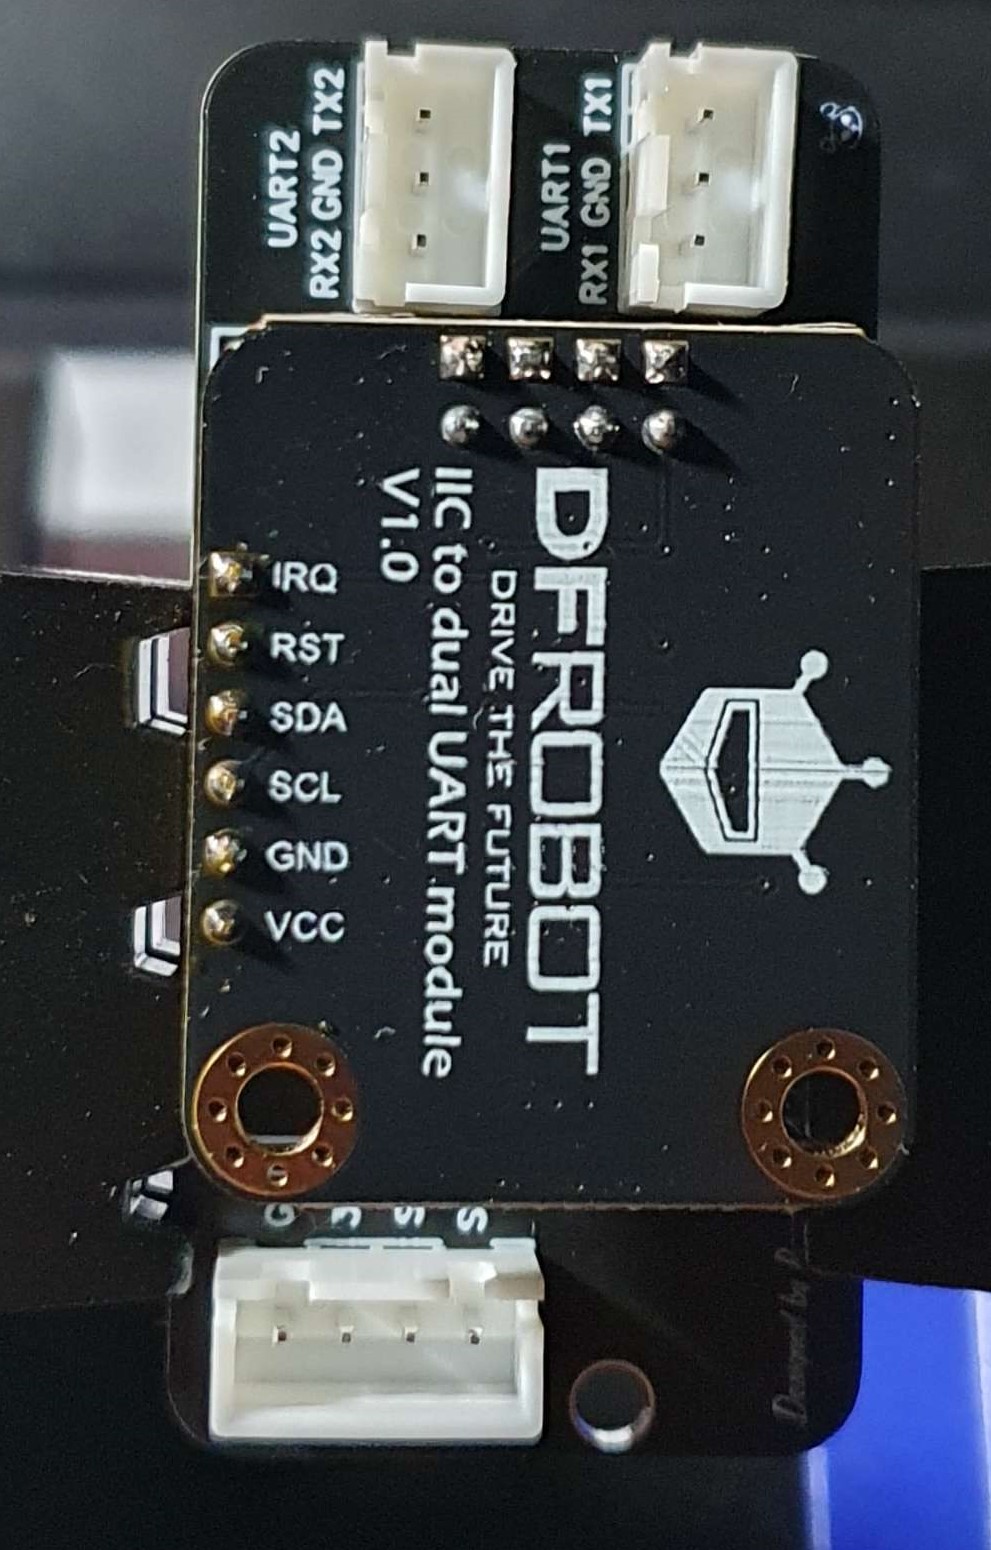 UART2
RX2 GND TX2
UART1
RX1 GND TX1
DFROBOT
DRIVE THE FUTURE
IIC to dual UART module
V1.0
IRQ
RST
SDA
SCL
GND
VCC